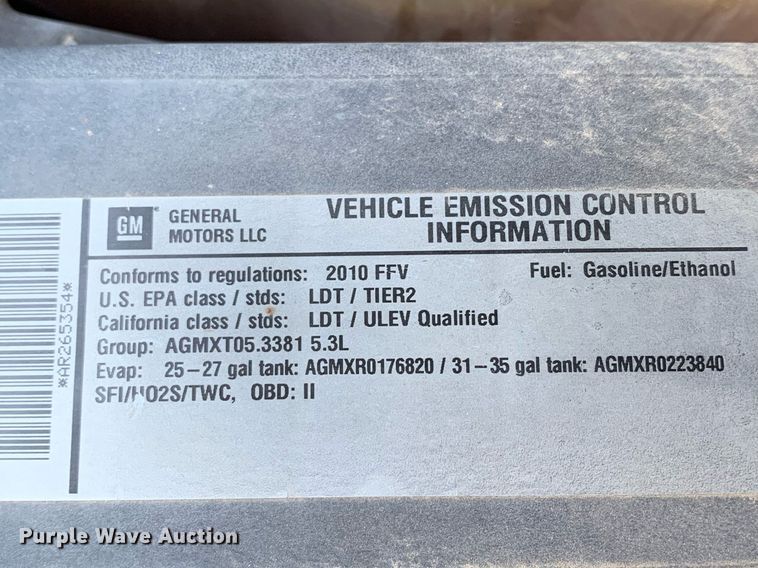 GM
GENERAL
MOTORS LLC
VEHICLE EMISSION CONTROL
INFORMATION
Conforms to regulations: 2010 FFV Fuel: Gasoline/Ethanol
U.S. EPA class / stds: LDT / TIER2
California class / stds: LDT / ULEV Qualified
Group: AGMXT05.3381 5.3L
Evap: 25-27 gal tank: AGMXR0176820 / 31-35 gal tank: AGMXR0223840
SFI/HO2S/TWC, OBD: II
*AR265354*
Purple Wave Auction